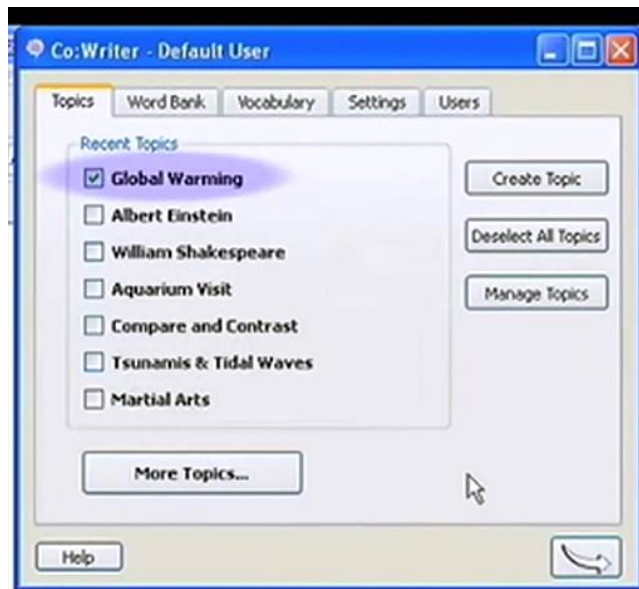 Co:Writer - Default User
Topics Word Bank Vocabulary Settings Users
Recent Topics
Global Warming
Albert Einstein
William Shakespeare
Aquarium Visit
Compare and Contrast
Tsunamis & Tidal Waves
Martial Arts
Create Topic
Deselect All Topics
Manage Topics
More Topics...
Help